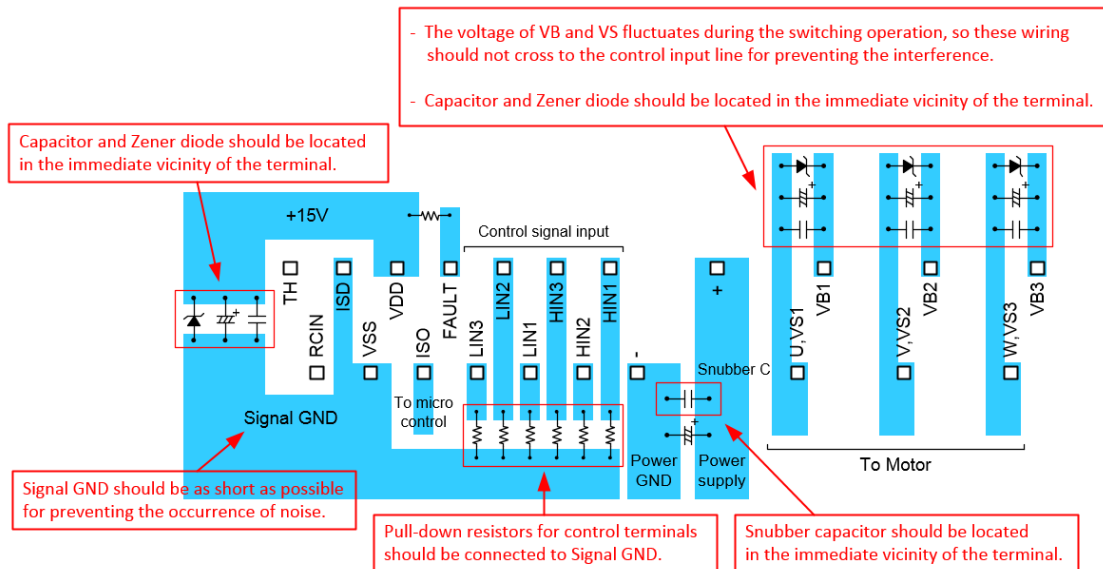 - The voltage of VB and VS fluctuates during the switching operation, so these wiring
should not cross to the control input line for preventing the interference.
- Capacitor and Zener diode should be located in the immediate vicinity of the terminal.
Capacitor and Zener diode should be located
in the immediate vicinity of the terminal.
+15V
Control signal input
TH
RCIN
ISD
VSS
VDD
ISO
FAULT
LIN3
LIN2
LIN1
HIN3
HIN2
HIN1
-
+
U,VS1
VB1
V,VS2
VB2
W,VS3
VB3
+
+
+
+
+
Snubber C
To micro
control
Signal GND
Power
GND
Power
supply
To Motor
Signal GND should be as short as possible
for preventing the occurrence of noise.
Pull-down resistors for control terminals
should be connected to Signal GND.
Snubber capacitor should be located
in the immediate vicinity of the terminal.